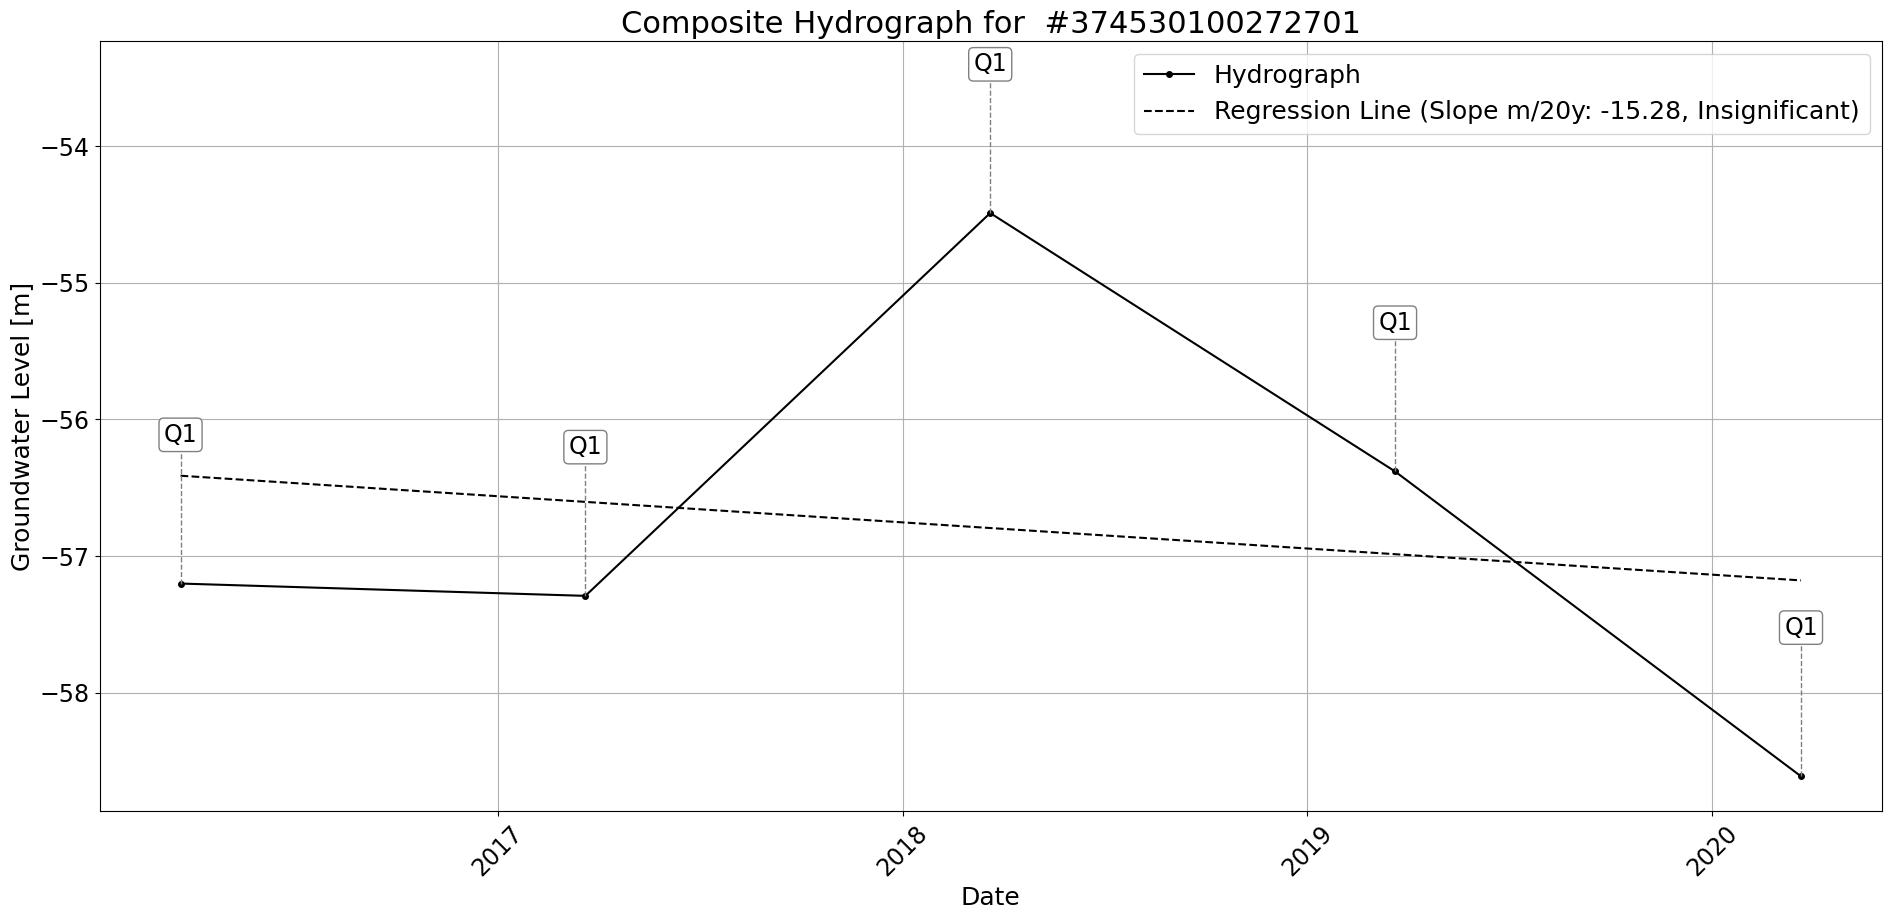 Composite Hydrograph for  #374530100272701
Hydrograph
Regression Line (Slope m/20y: -15.28, Insignificant)
Q1
Q1
Q1
Q1
Q1
Groundwater Level [m]
−54
−55
−56
−57
−58
2017
2018
2019
2020
Date